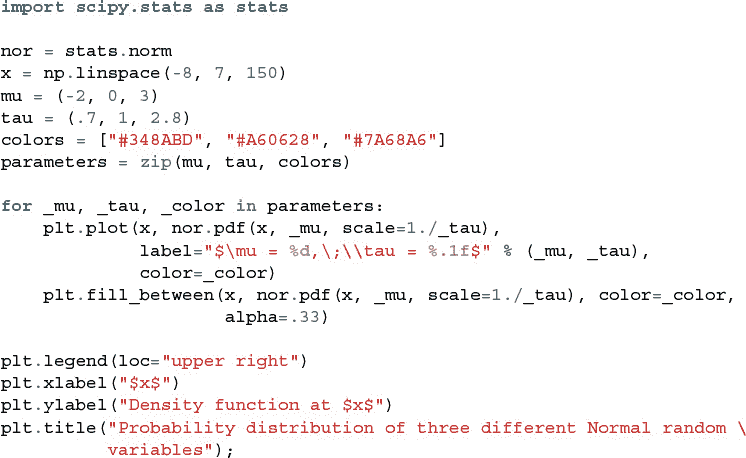 import scipy.stats as stats

nor = stats.norm
x = np.linspace(-8, 7, 150)
mu = (-2, 0, 3)
tau = (.7, 1, 2.8)
colors = ["#348ABD", "#A60628", "#7A68A6"]
parameters = zip(mu, tau, colors)

for _mu, _tau, _color in parameters:
    plt.plot(x, nor.pdf(x, _mu, scale=1./_tau),
             label="$\mu = %d,\;\\tau = %.1f$" % (_mu, _tau),
             color=_color)
    plt.fill_between(x, nor.pdf(x, _mu, scale=1./_tau), color=_color,
                     alpha=.33)

plt.legend(loc="upper right")
plt.xlabel("$x$")
plt.ylabel("Density function at $x$")
plt.title("Probability distribution of three different Normal random \
          variables");